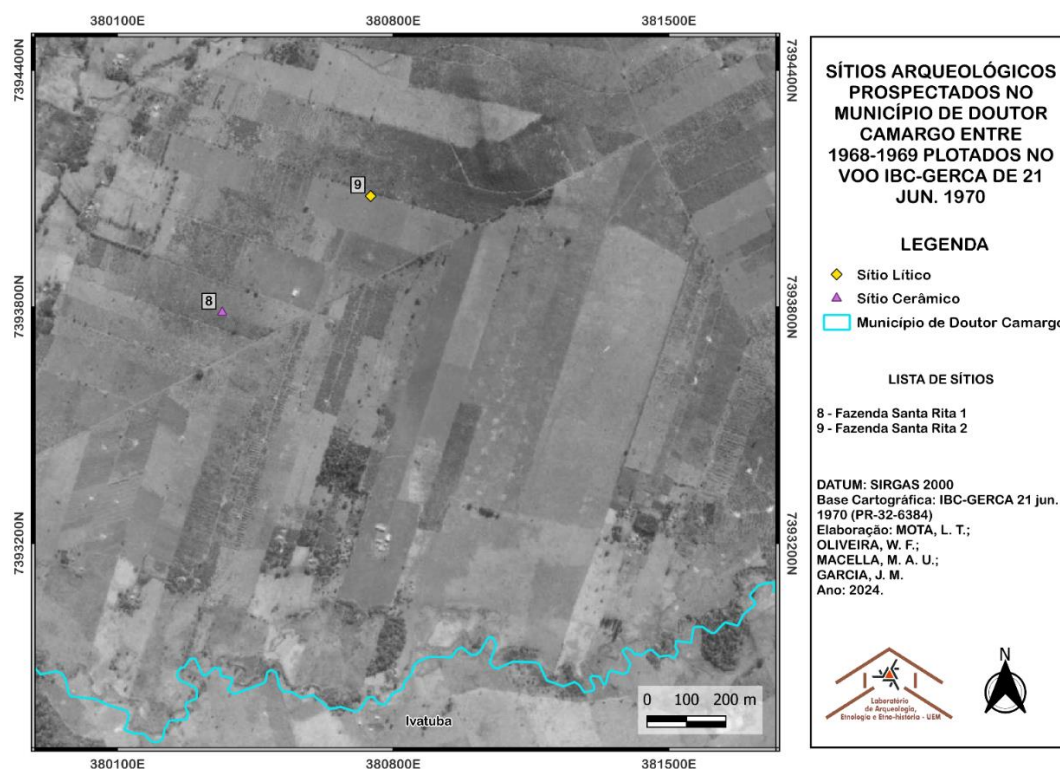 380100E 380800E 381500E
7394400N
7394400N
7393800N
7393800N
7393200N
7393200N
9
8
Ivatuba
0 100 200 m
380100E 380800E 381500E
SÍTIOS ARQUEOLÓGICOS
PROSPECTADOS NO
MUNICÍPIO DE DOUTOR
CAMARGO ENTRE
1968-1969 PLOTADOS NO
VOO IBC-GERCA DE 21
JUN. 1970
LEGENDA
Sítio Lítico
Sítio Cerâmico
Município de Doutor Camargo
LISTA DE SÍTIOS
8 - Fazenda Santa Rita 1
9 - Fazenda Santa Rita 2
DATUM: SIRGAS 2000
Base Cartográfica: IBC-GERCA 21 jun.
1970 (PR-32-6384)
Elaboração: MOTA, L. T.;
OLIVEIRA, W. F.;
MACELLA, M. A. U.;
GARCIA, J. M.
Ano: 2024.
Laboratório
de Arqueologia,
Etnologia e Etno-história - UEM
N